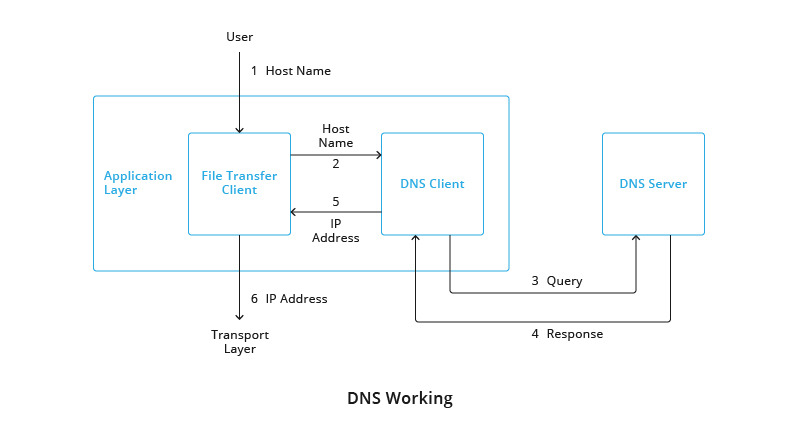 User
1 Host Name
Host
Name
2
Application
Layer
File Transfer
Client
DNS Client
DNS Server
5
IP
Address
3 Query
6 IP Address
4 Response
Transport
Layer
DNS Working